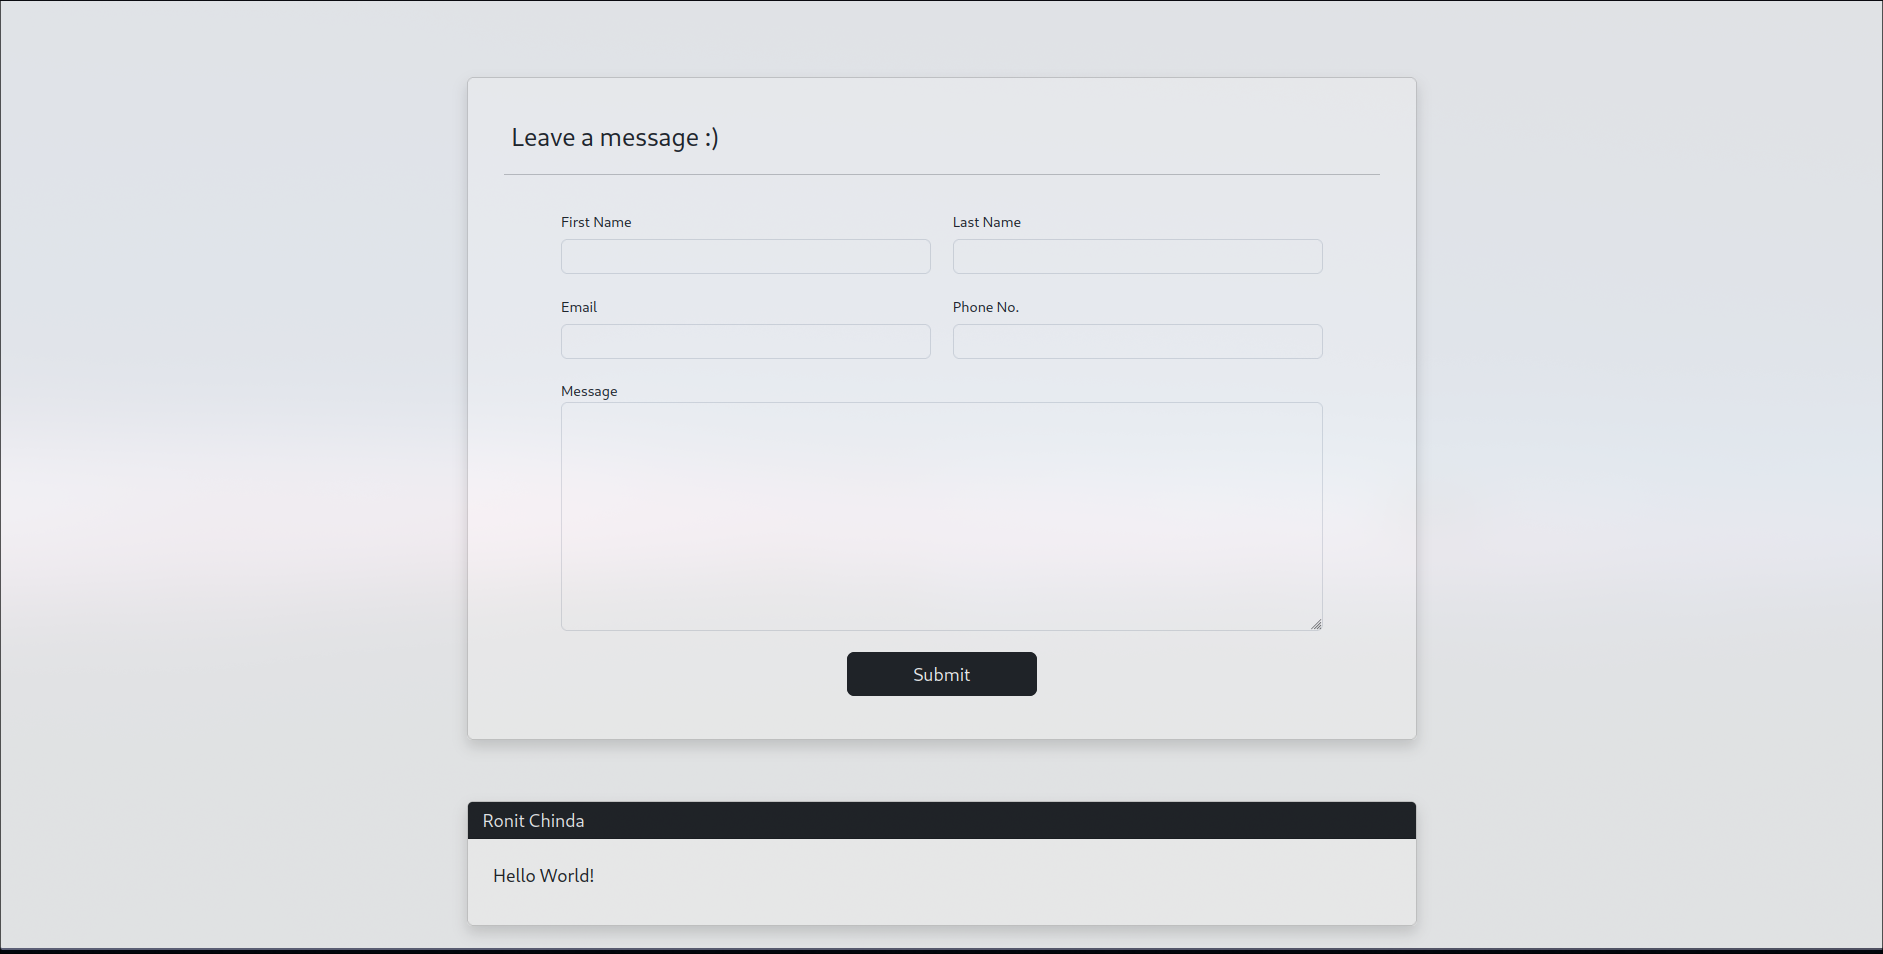 Leave a message :)
First Name
Last Name
Email
Phone No.
Message
Submit
Ronit Chinda
Hello World!